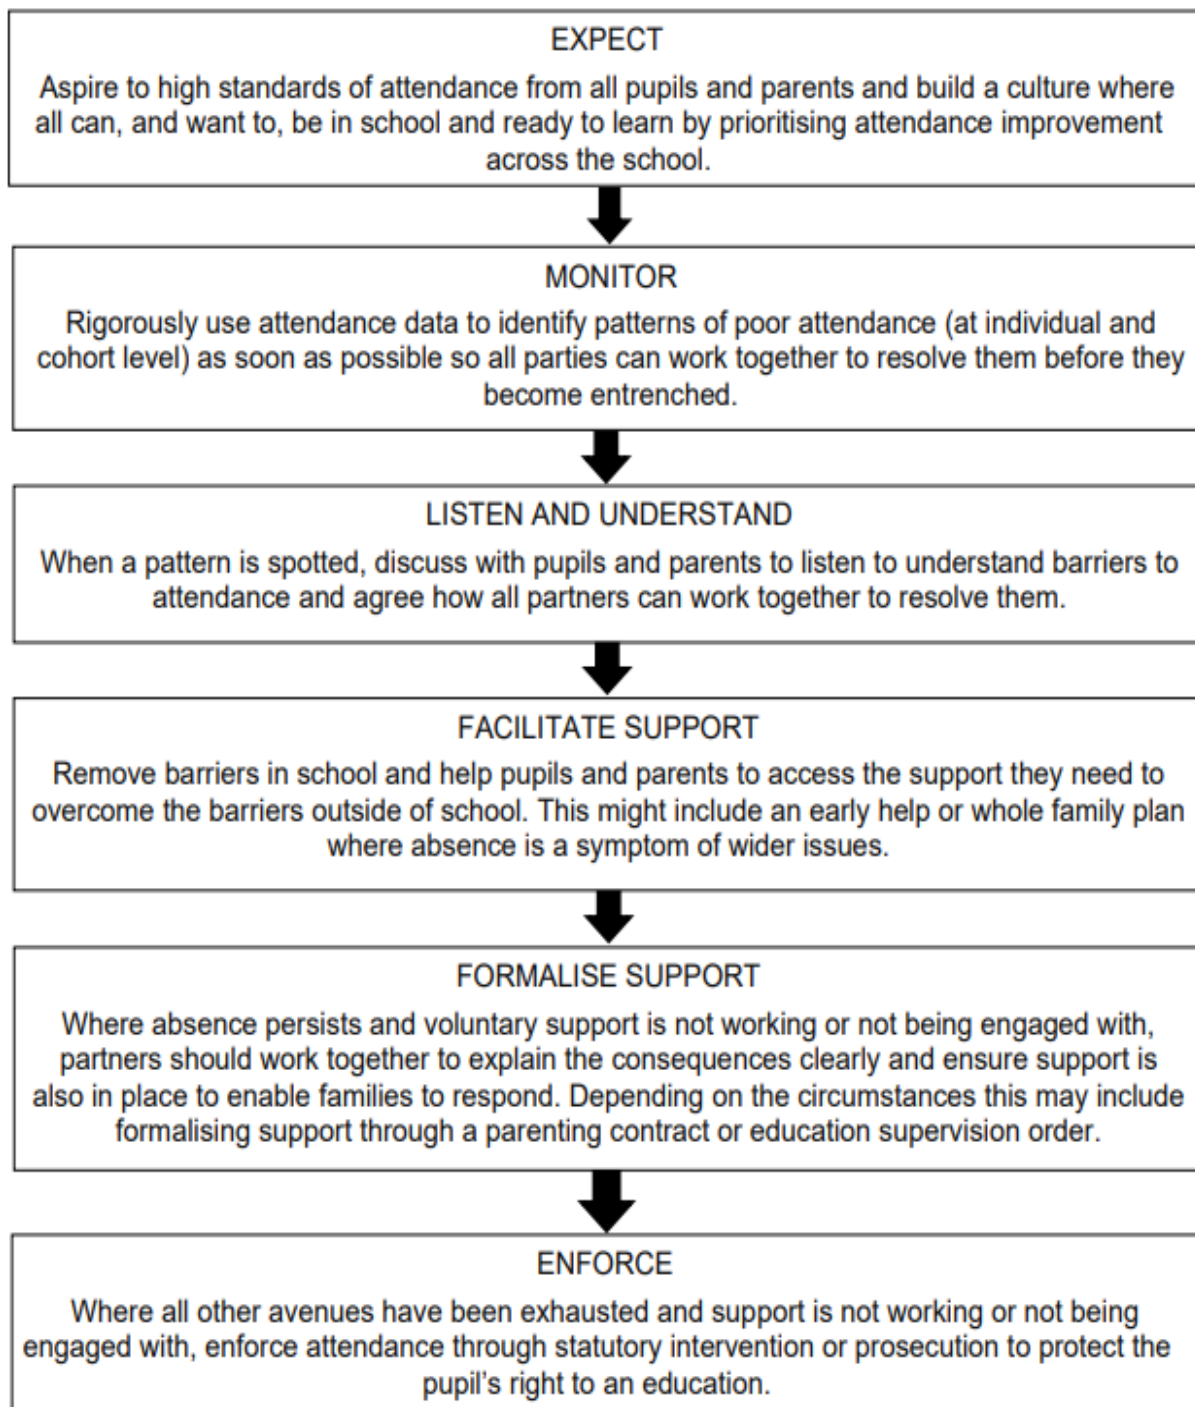 EXPECT
Aspire to high standards of attendance from all pupils and parents and build a culture where
all can, and want to, be in school and ready to learn by prioritising attendance improvement
across the school.
MONITOR
Rigorously use attendance data to identify patterns of poor attendance (at individual and
cohort level) as soon as possible so all parties can work together to resolve them before they
become entrenched.
LISTEN AND UNDERSTAND
When a pattern is spotted, discuss with pupils and parents to listen to understand barriers to
attendance and agree how all partners can work together to resolve them.
FACILITATE SUPPORT
Remove barriers in school and help pupils and parents to access the support they need to
overcome the barriers outside of school. This might include an early help or whole family plan
where absence is a symptom of wider issues.
FORMALISE SUPPORT
Where absence persists and voluntary support is not working or not being engaged with,
partners should work together to explain the consequences clearly and ensure support is
also in place to enable families to respond. Depending on the circumstances this may include
formalising support through a parenting contract or education supervision order.
ENFORCE
Where all other avenues have been exhausted and support is not working or not being
engaged with, enforce attendance through statutory intervention or prosecution to protect the
pupil's right to an education.